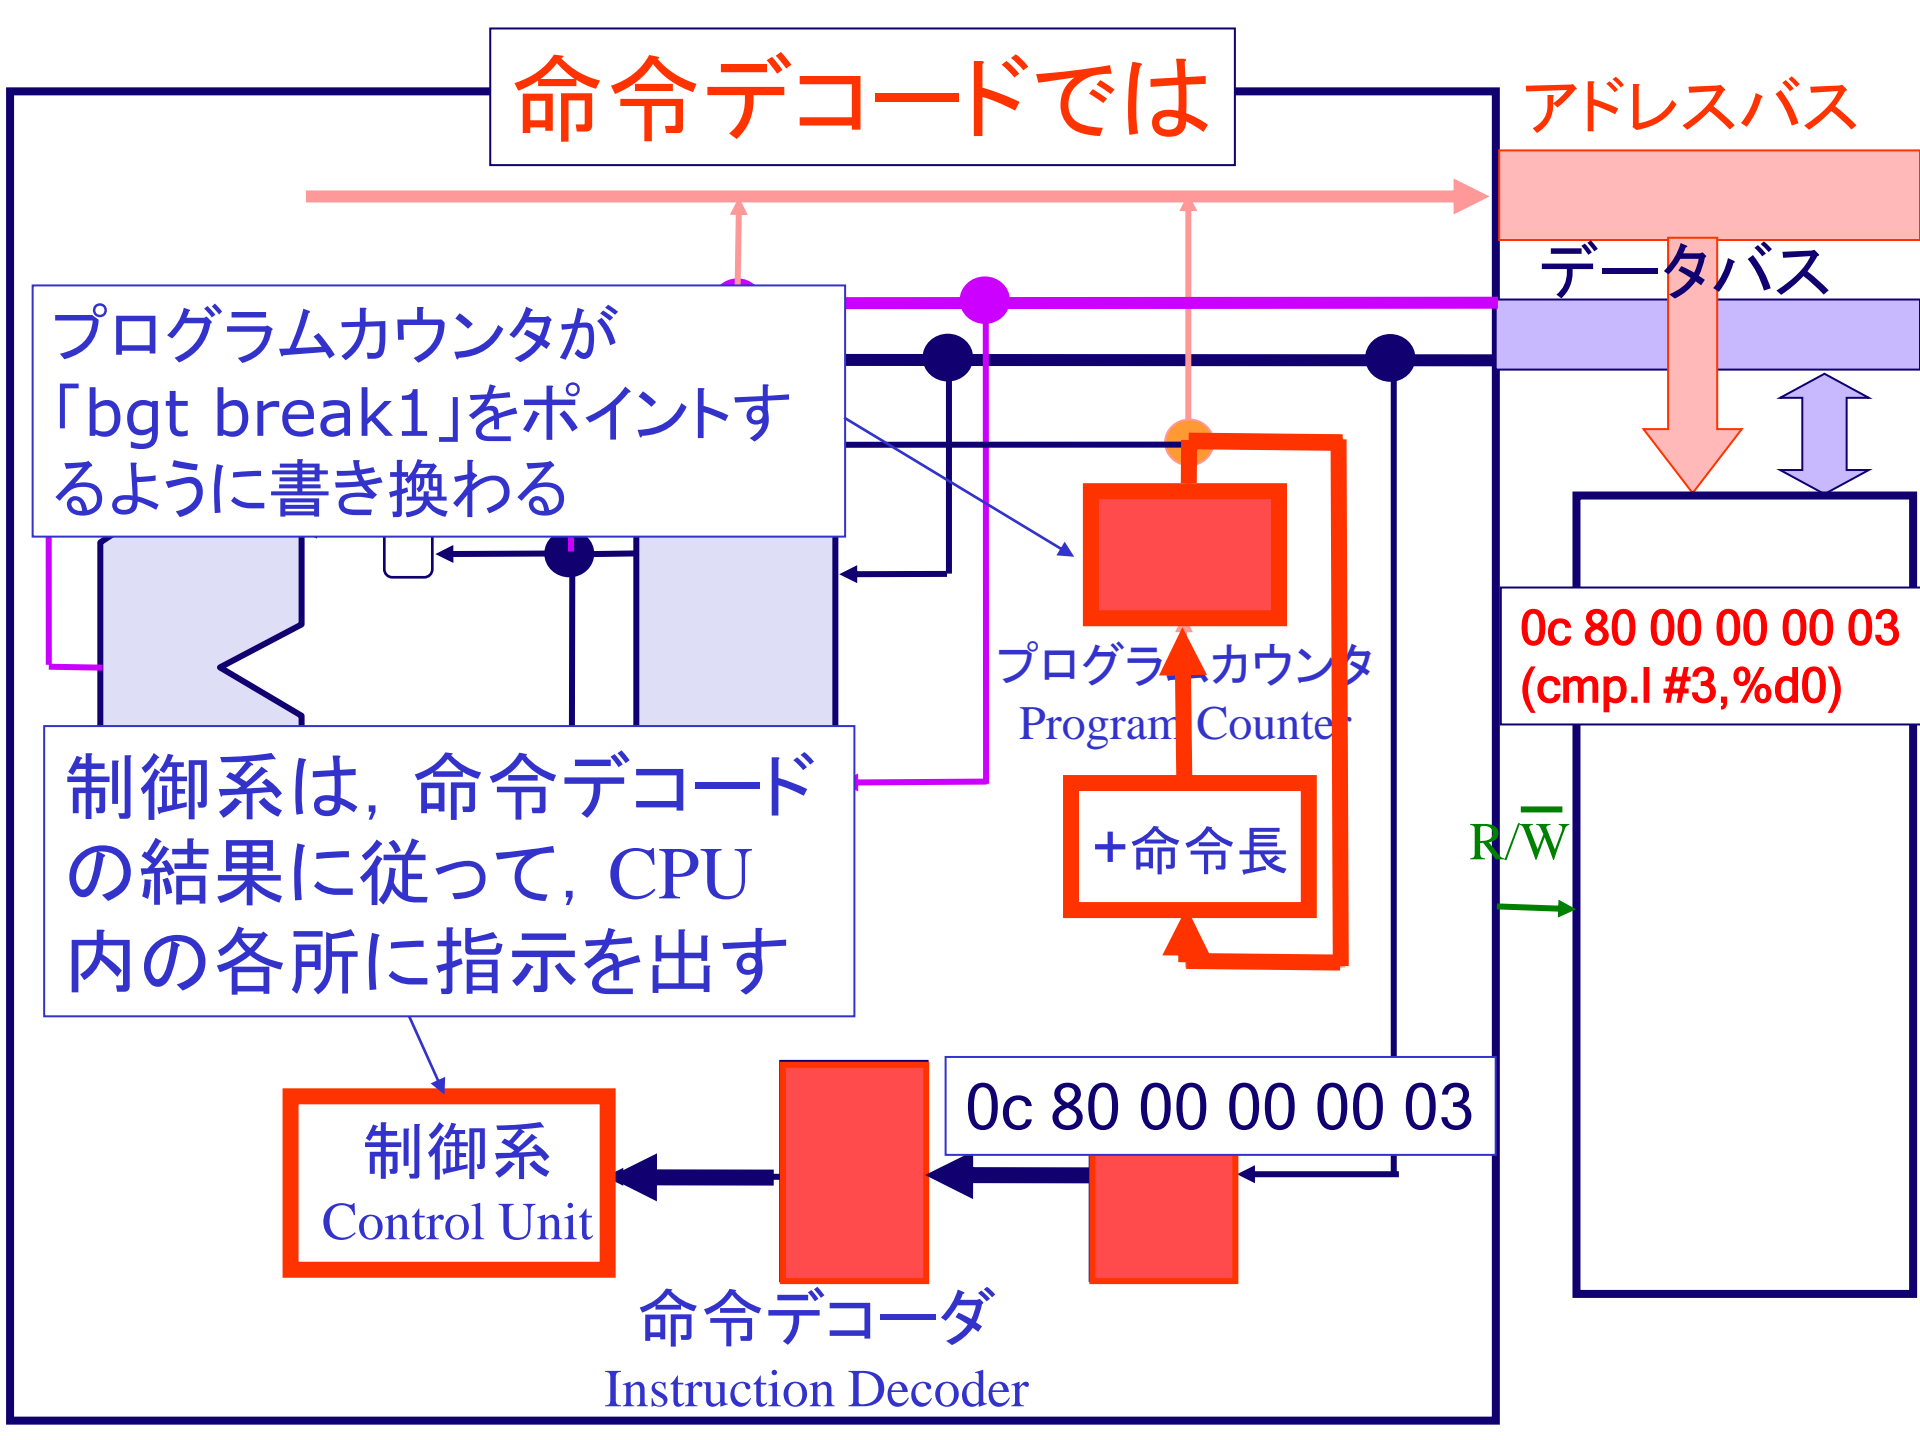 命令デコードでは
アドレスバス
データバス
プログラムカウンタが
「bgt break1」をポイントす
るように書き換わる
0c 80 00 00 00 03
(cmp.l #3,%d0)
プログラムカウンタ
Program Counter
制御系は，命令デコード
の結果に従って，CPU
内の各所に指示を出す
+命令長
R/W
0c 80 00 00 00 03
制御系
Control Unit
命令デコーダ
Instruction Decoder